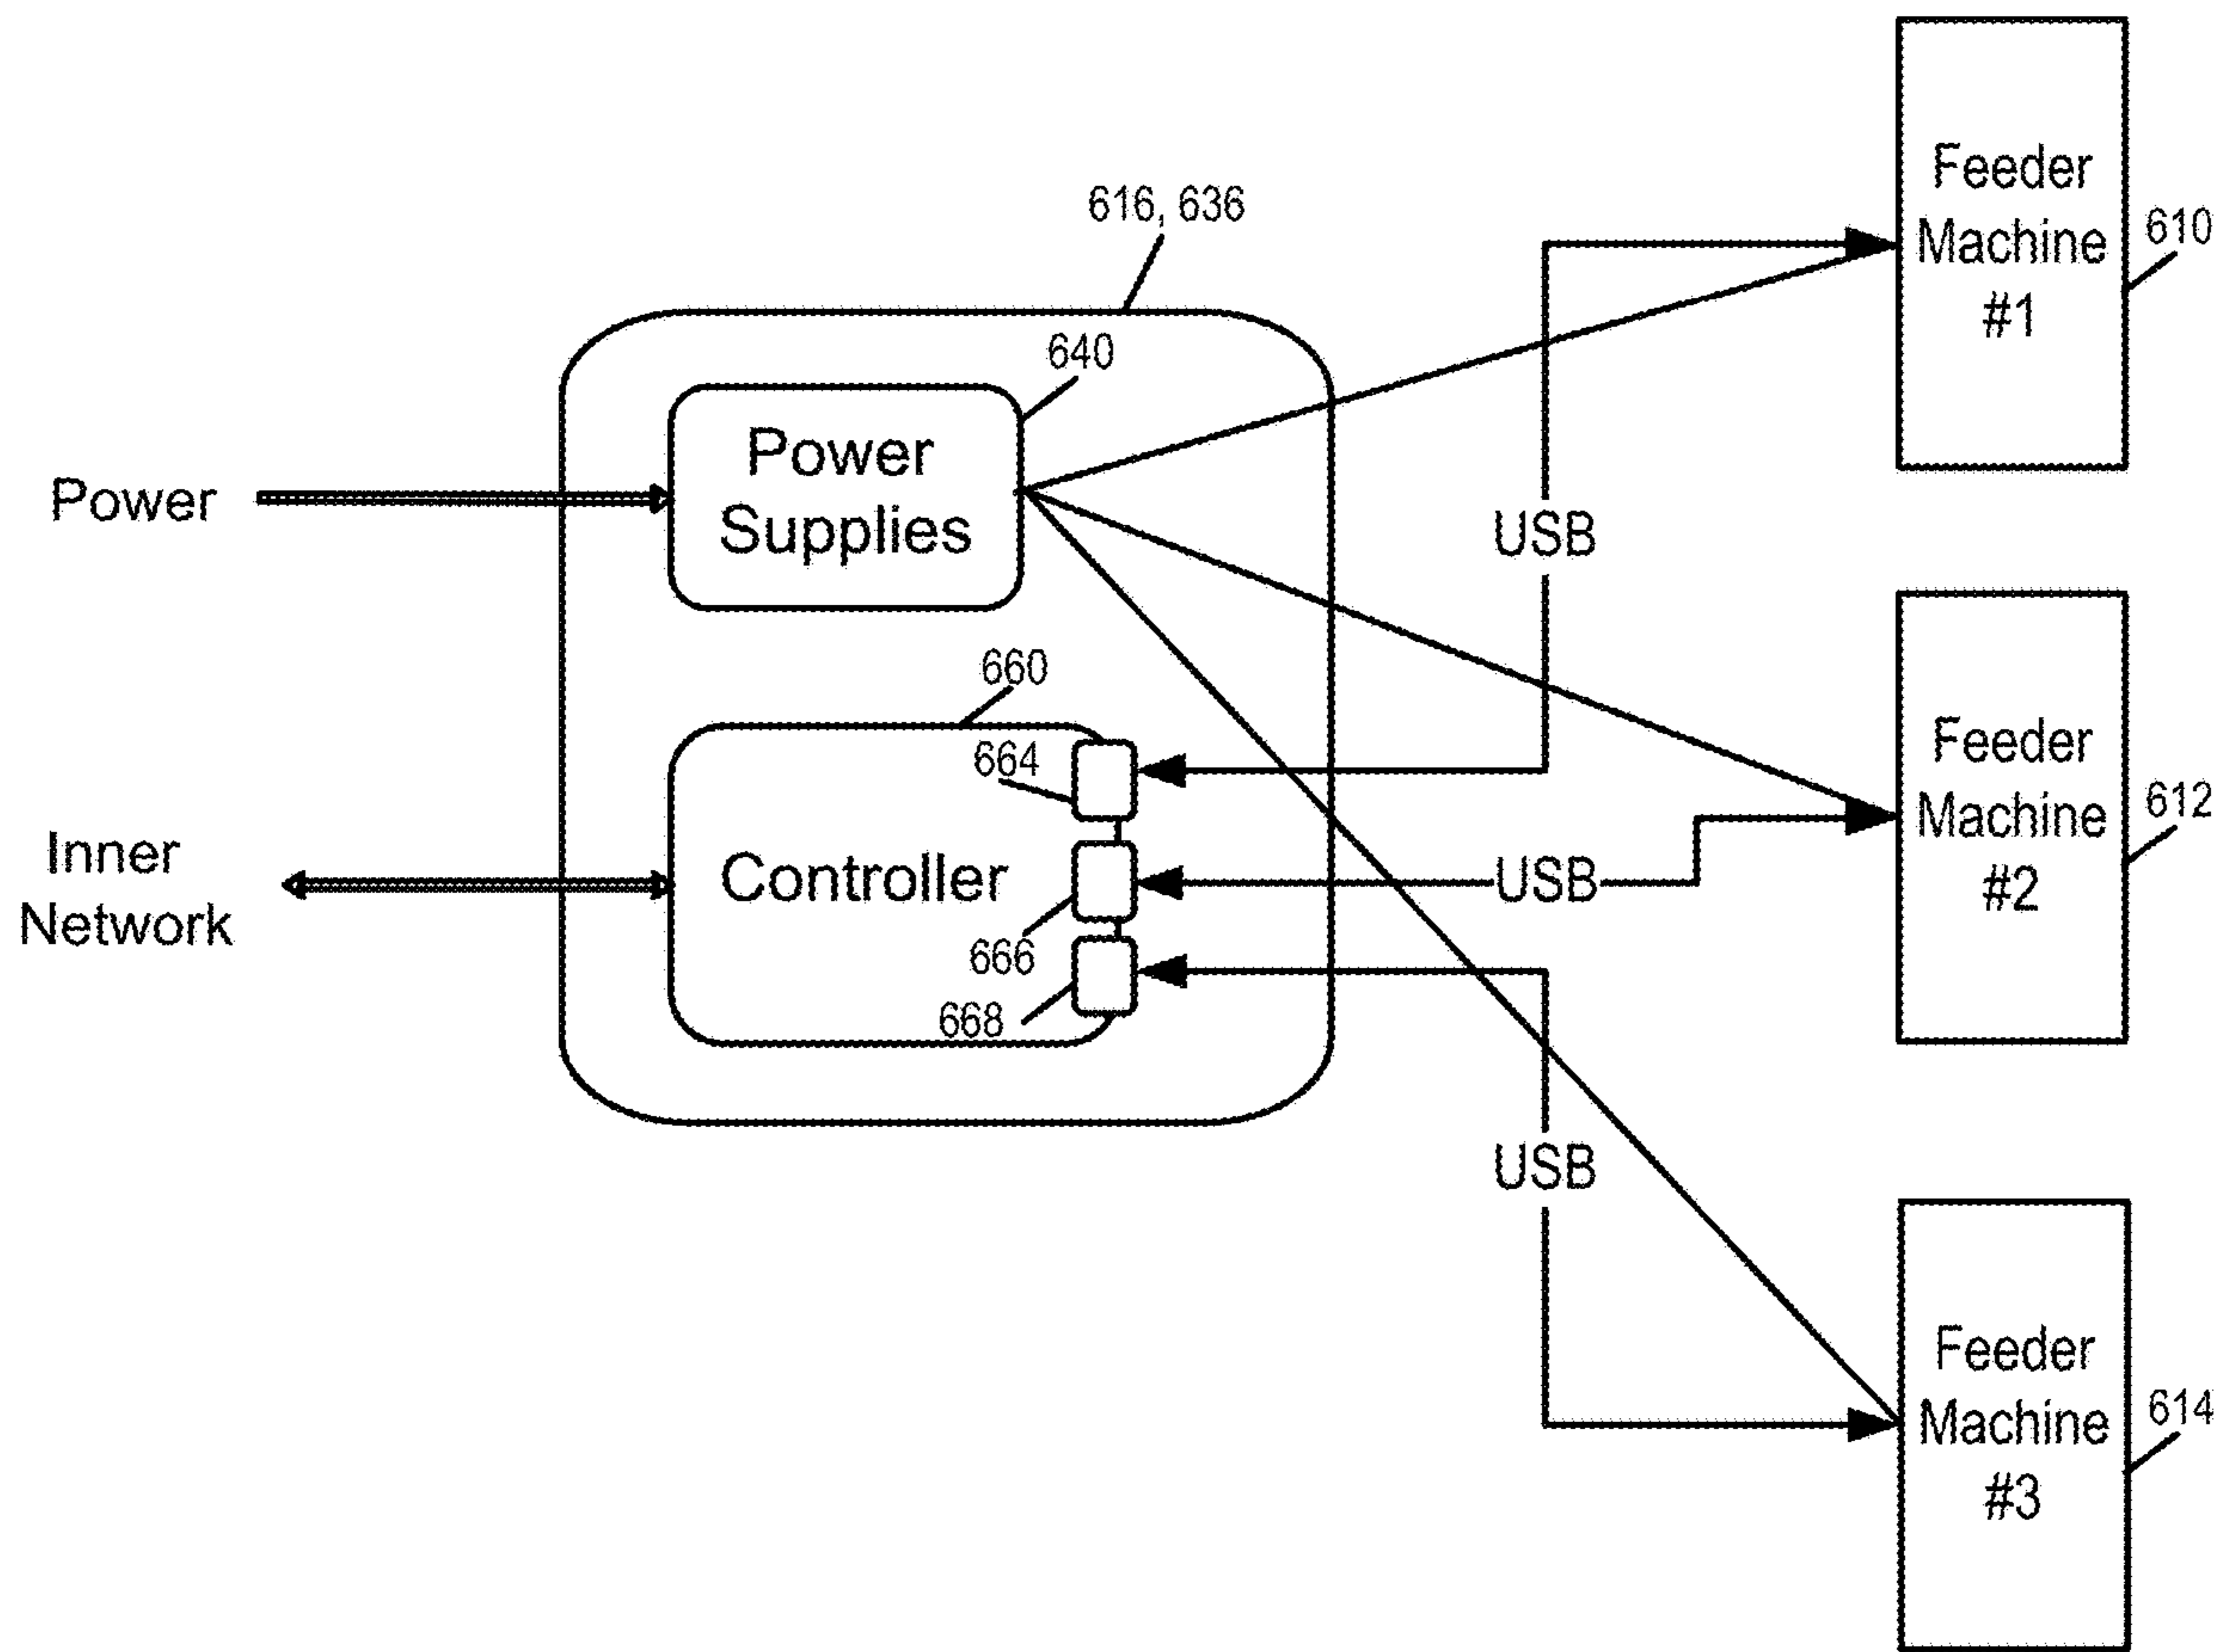 616, 636
640
Power
Supplies
Power
660
664
Controller
666
668
Inner
Network
USB
USB
USB
Feeder
Machine
#1
610
Feeder
Machine
#2
612
Feeder
Machine
#3
614